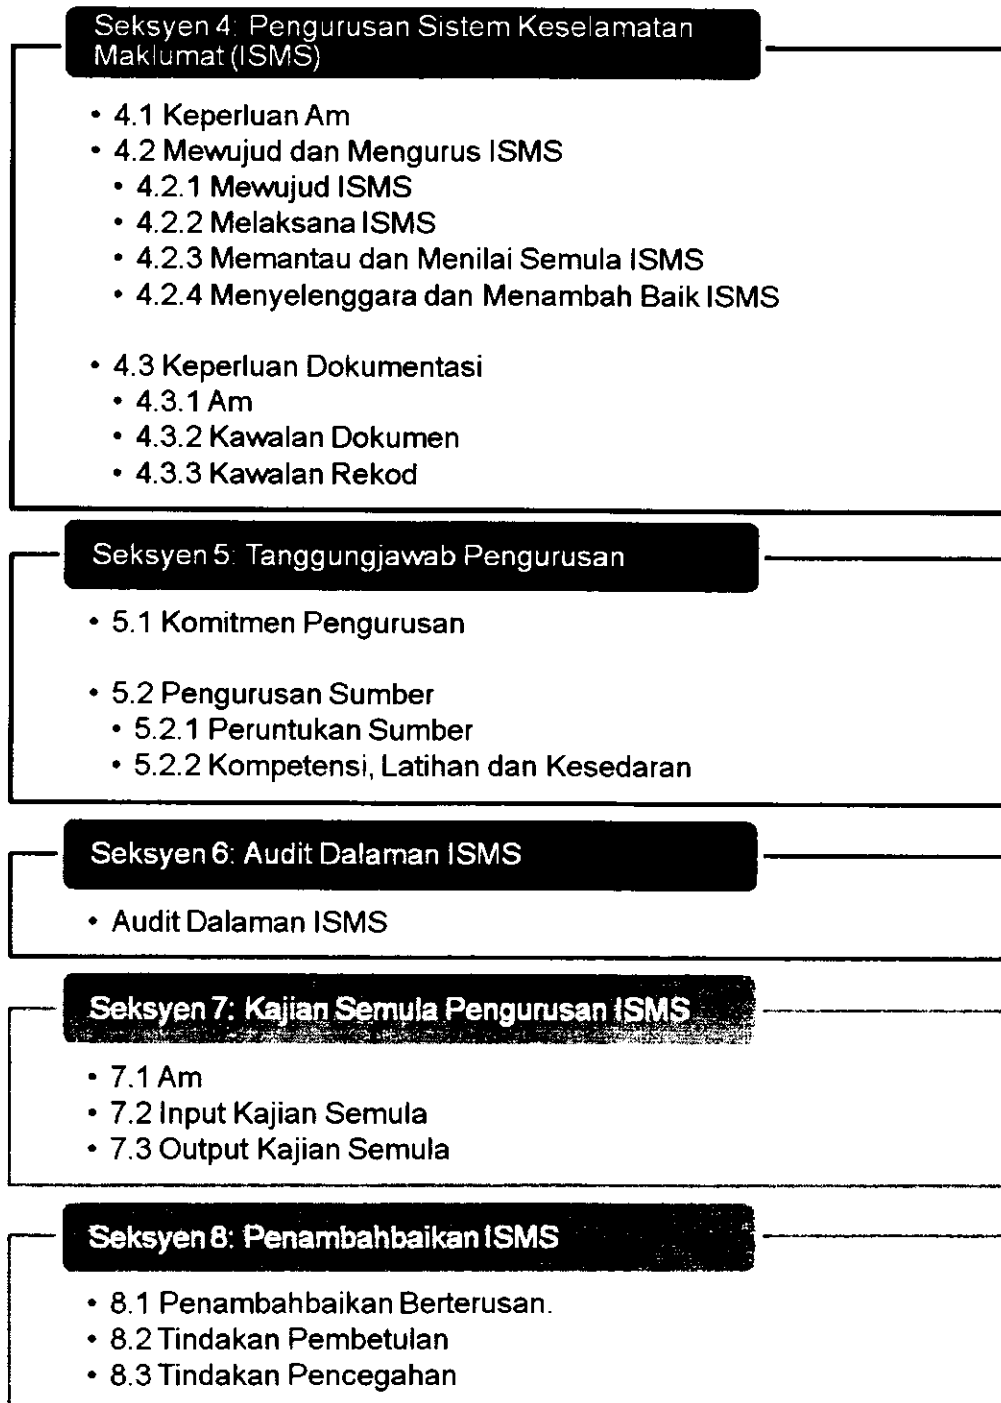 Seksyen 4: Pengurusan Sistem Keselamatan
Maklumat (ISMS)
• 4.1 Keperluan Am
• 4.2 Mewujud dan Mengurus ISMS
• 4.2.1 Mewujud ISMS
• 4.2.2 Melaksana ISMS
• 4.2.3 Memantau dan Menilai Semula ISMS
• 4.2.4 Menyelenggara dan Menambah Baik ISMS
• 4.3 Keperluan Dokumentasi
• 4.3.1 Am
• 4.3.2 Kawalan Dokumen
• 4.3.3 Kawalan Rekod
Seksyen 5: Tanggungjawab Pengurusan
• 5.1 Komitmen Pengurusan
• 5.2 Pengurusan Sumber
• 5.2.1 Peruntukan Sumber
• 5.2.2 Kompetensi, Latihan dan Kesedaran
Seksyen 6: Audit Dalaman ISMS
• Audit Dalaman ISMS
Seksyen 7: Kajian Semula Pengurusan ISMS
• 7.1 Am
• 7.2 Input Kajian Semula
• 7.3 Output Kajian Semula
Seksyen 8: Penambahbaikan ISMS
• 8.1 Penambahbaikan Berterusan.
• 8.2 Tindakan Pembetulan
• 8.3 Tindakan Pencegahan